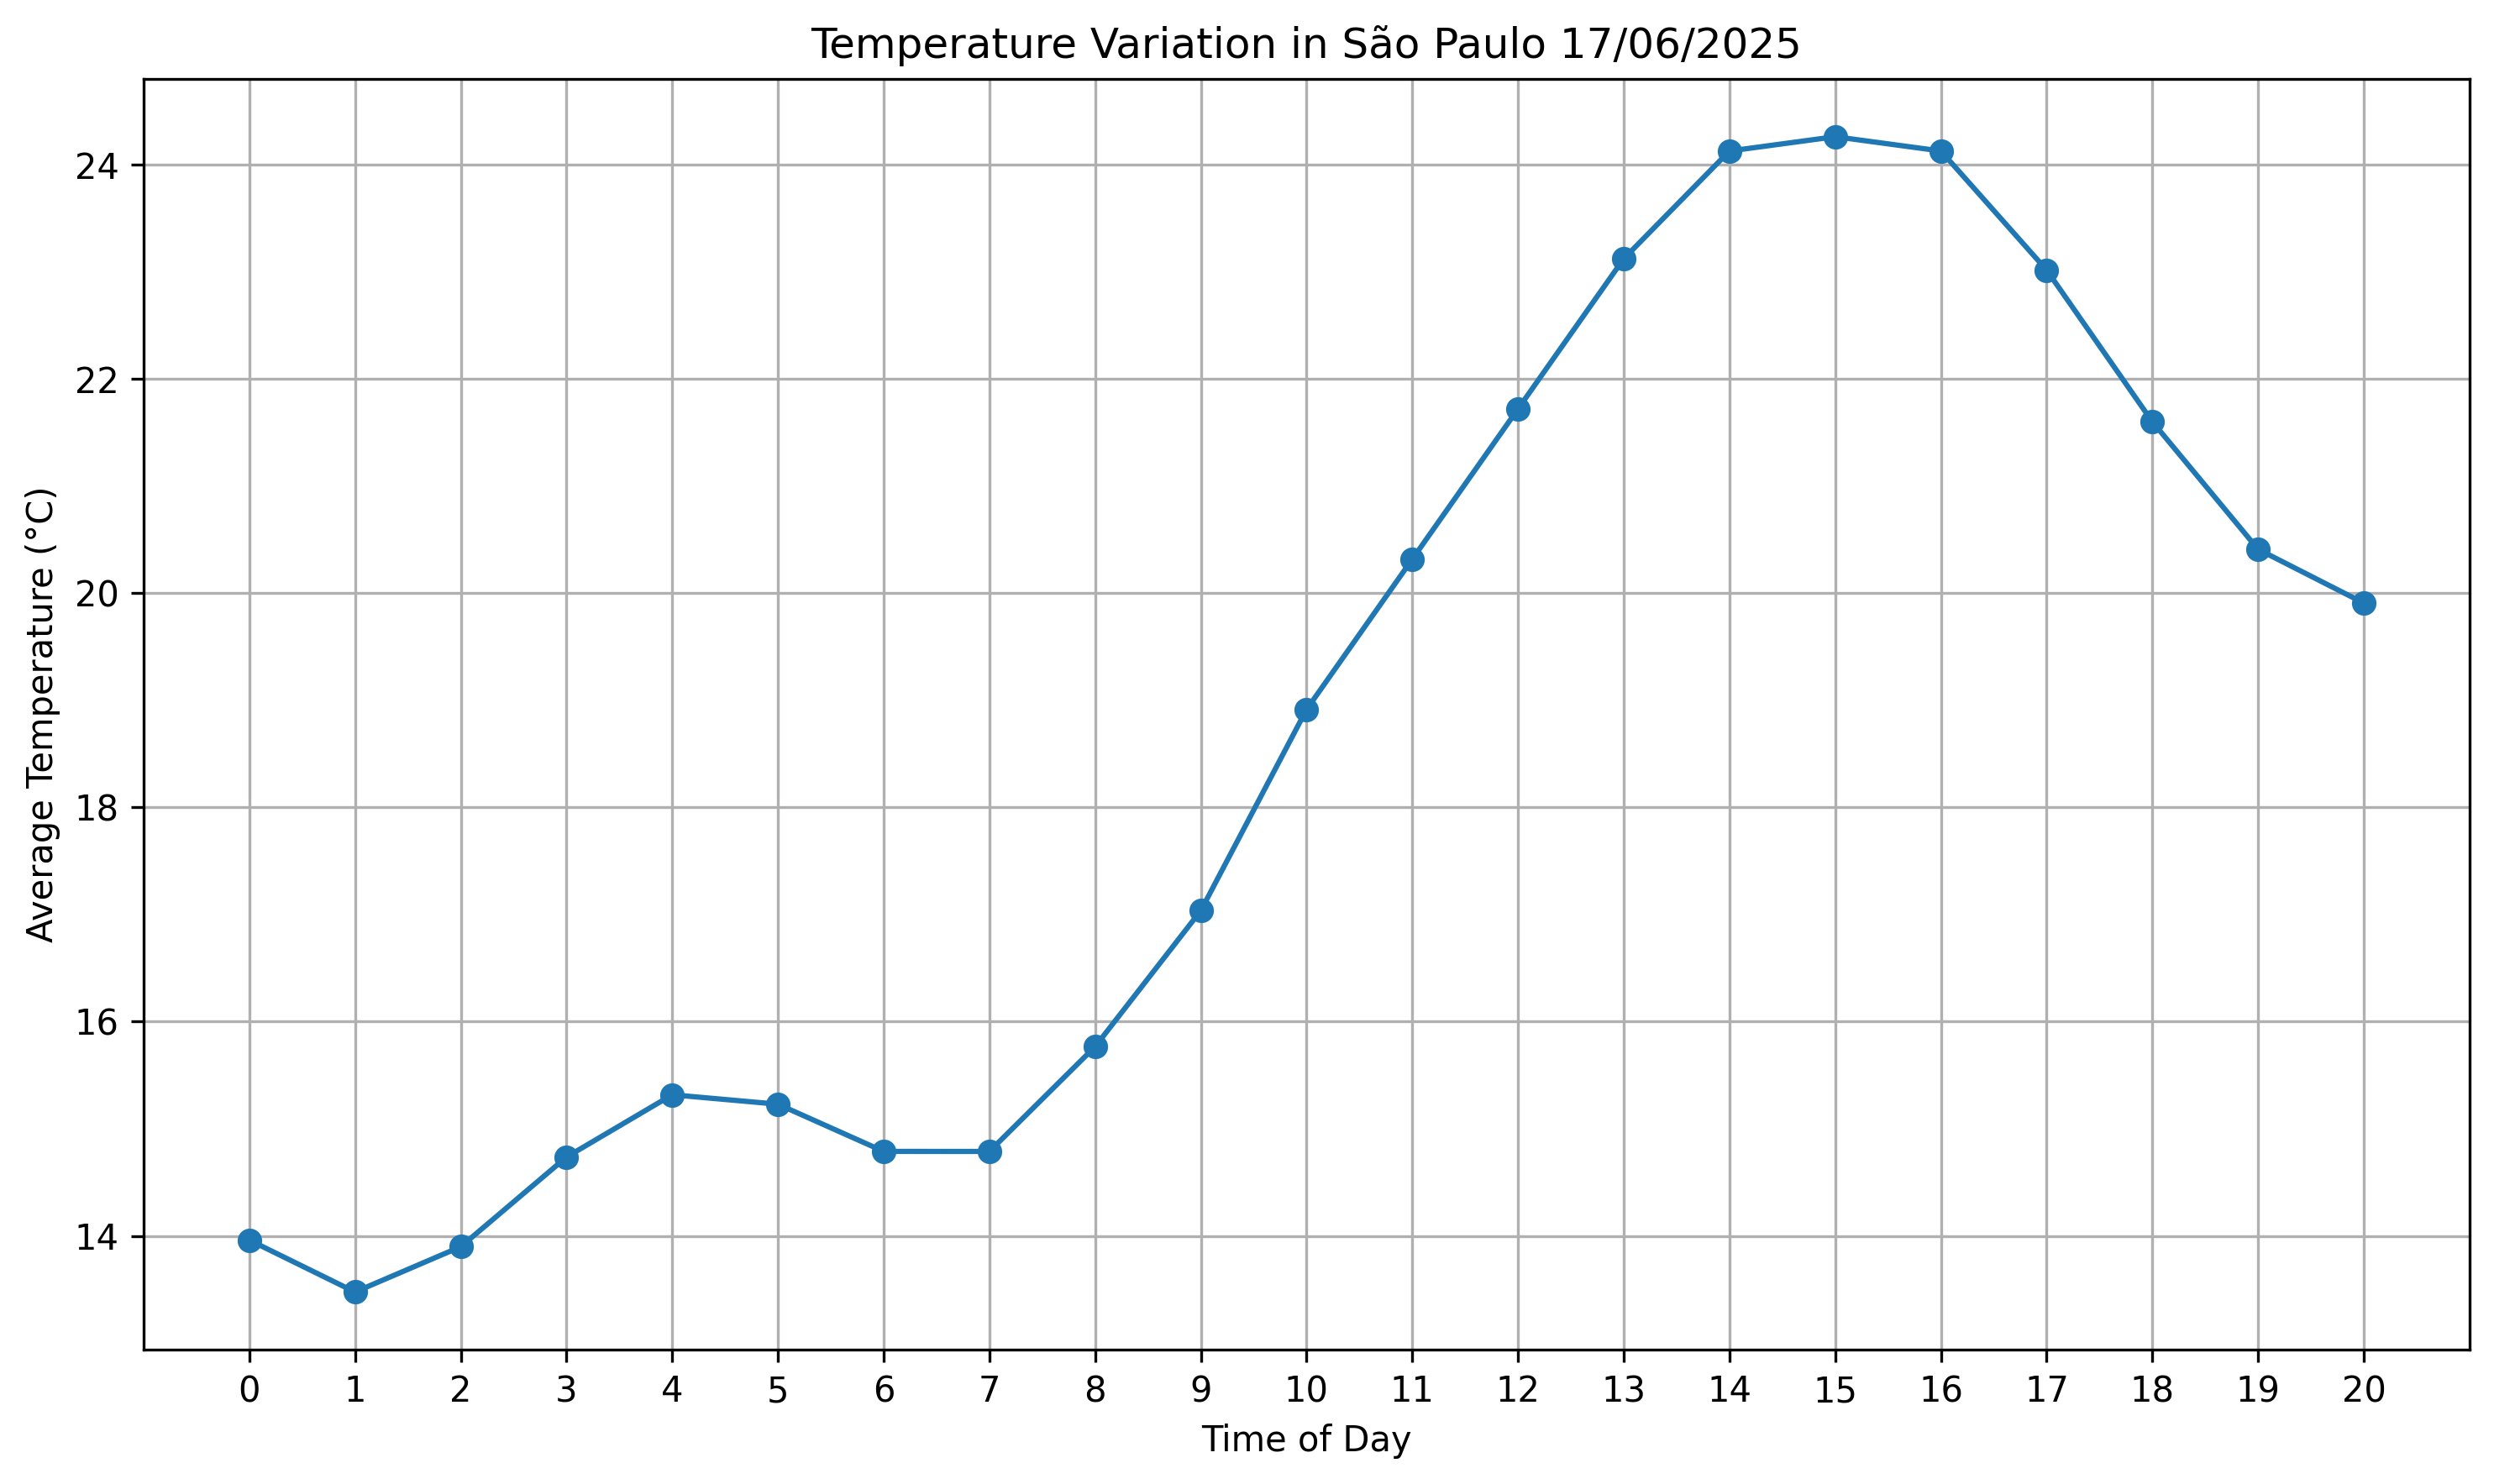 Temperature Variation in São Paulo 17/06/2025
Average Temperature (°C)
24
22
20
18
16
14
0 1 2 3 4 5 6 7 8 9 10 11 12 13 14 15 16 17 18 19 20
Time of Day